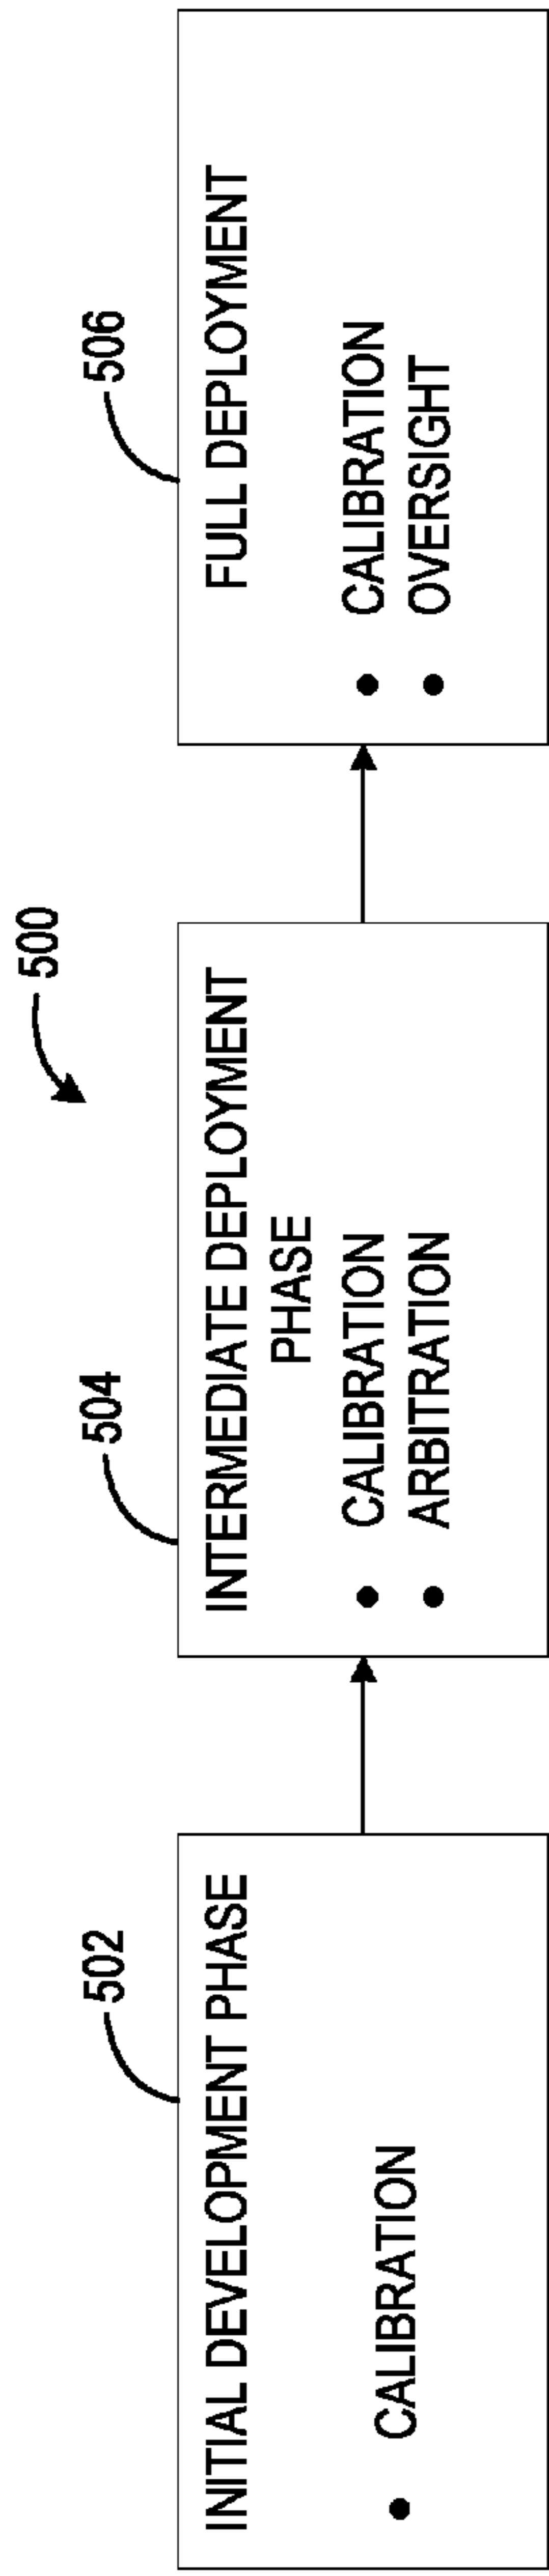 500
502
INITIAL DEVELOPMENT PHASE
• CALIBRATION
504
INTERMEDIATE DEPLOYMENT
PHASE
• CALIBRATION
• ARBITRATION
506
FULL DEPLOYMENT
• CALIBRATION
• OVERSIGHT